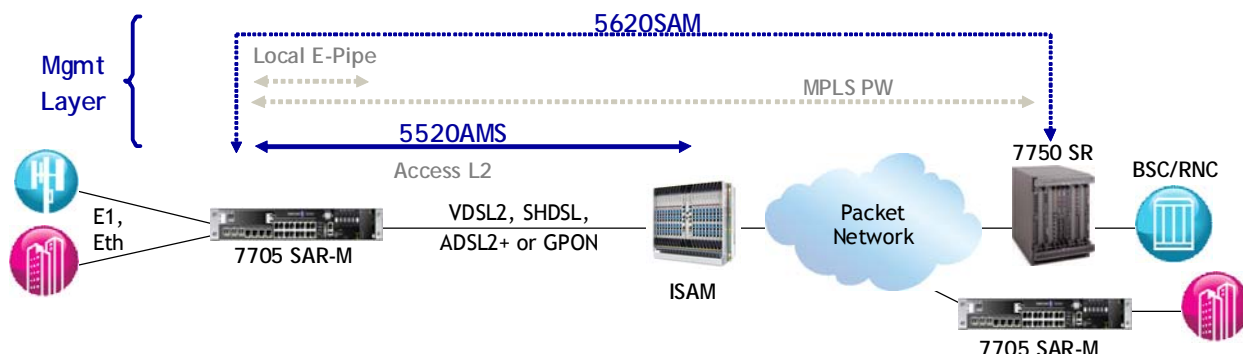 5620SAM
Local E-Pipe
Mgmt
Layer
MPLS PW
5520AMS
Access L2
7750 SR
BSC/RNC
E1,
Eth
VDSL2, SHDSL,
ADSL2+ or GPON
Packet
Network
7705 SAR-M
ISAM
7705 SAR-M